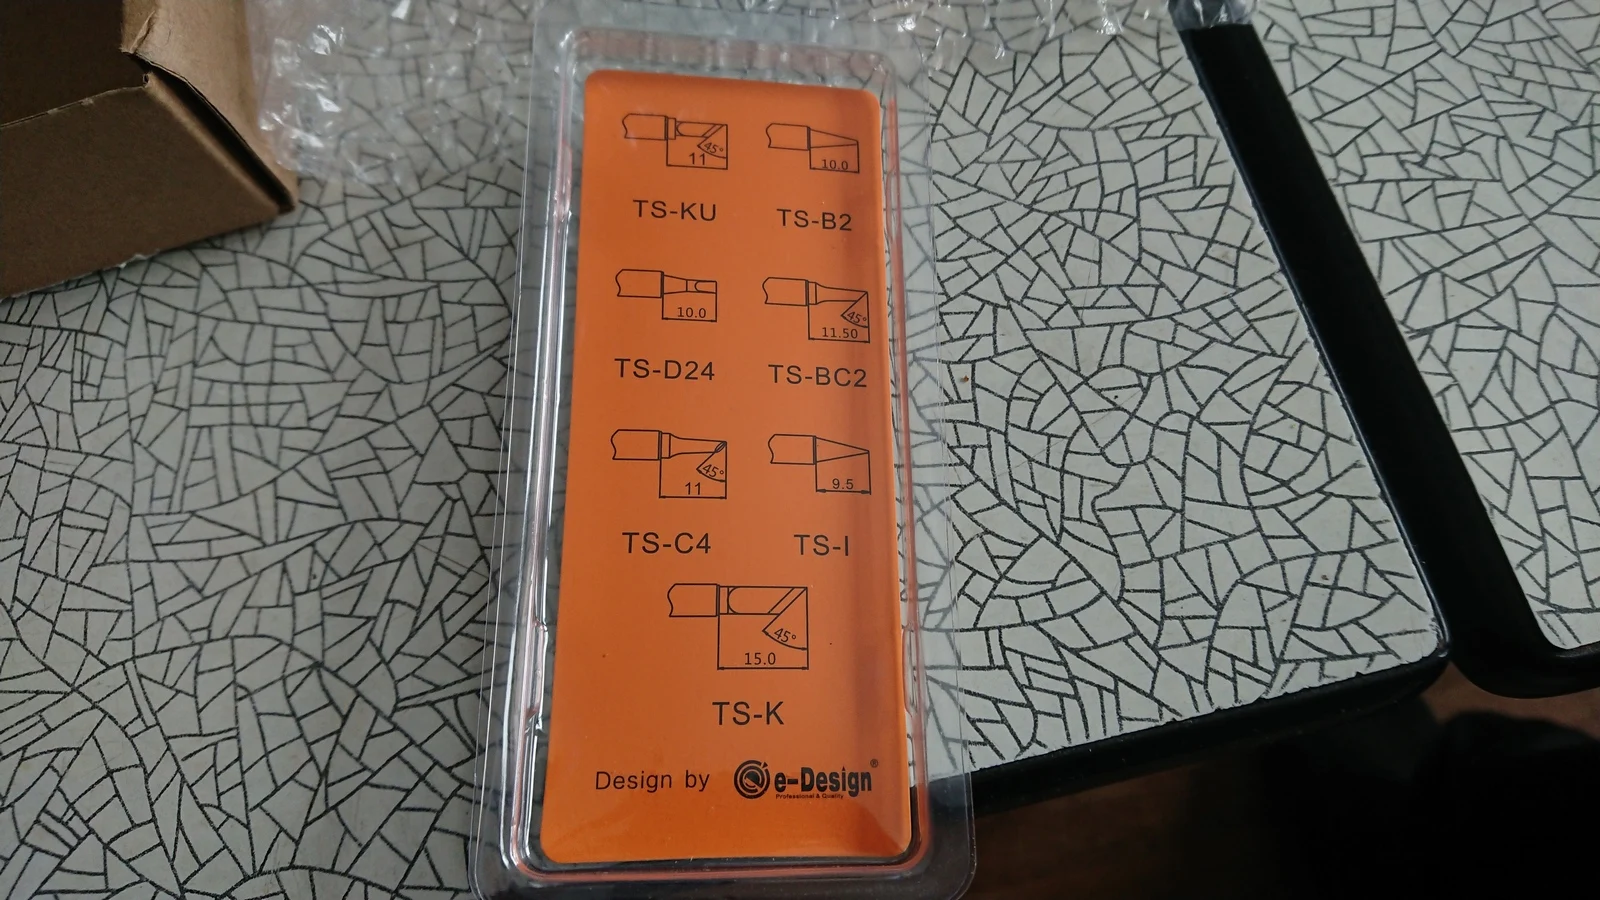 45°
11
10.0
TS-KU
TS-B2
10.0
45°
11.50
TS-D24
TS-BC2
45°
11
9.5
TS-C4
TS-I
45°
15.0
TS-K
Design by e-Design®
Professional & Quality